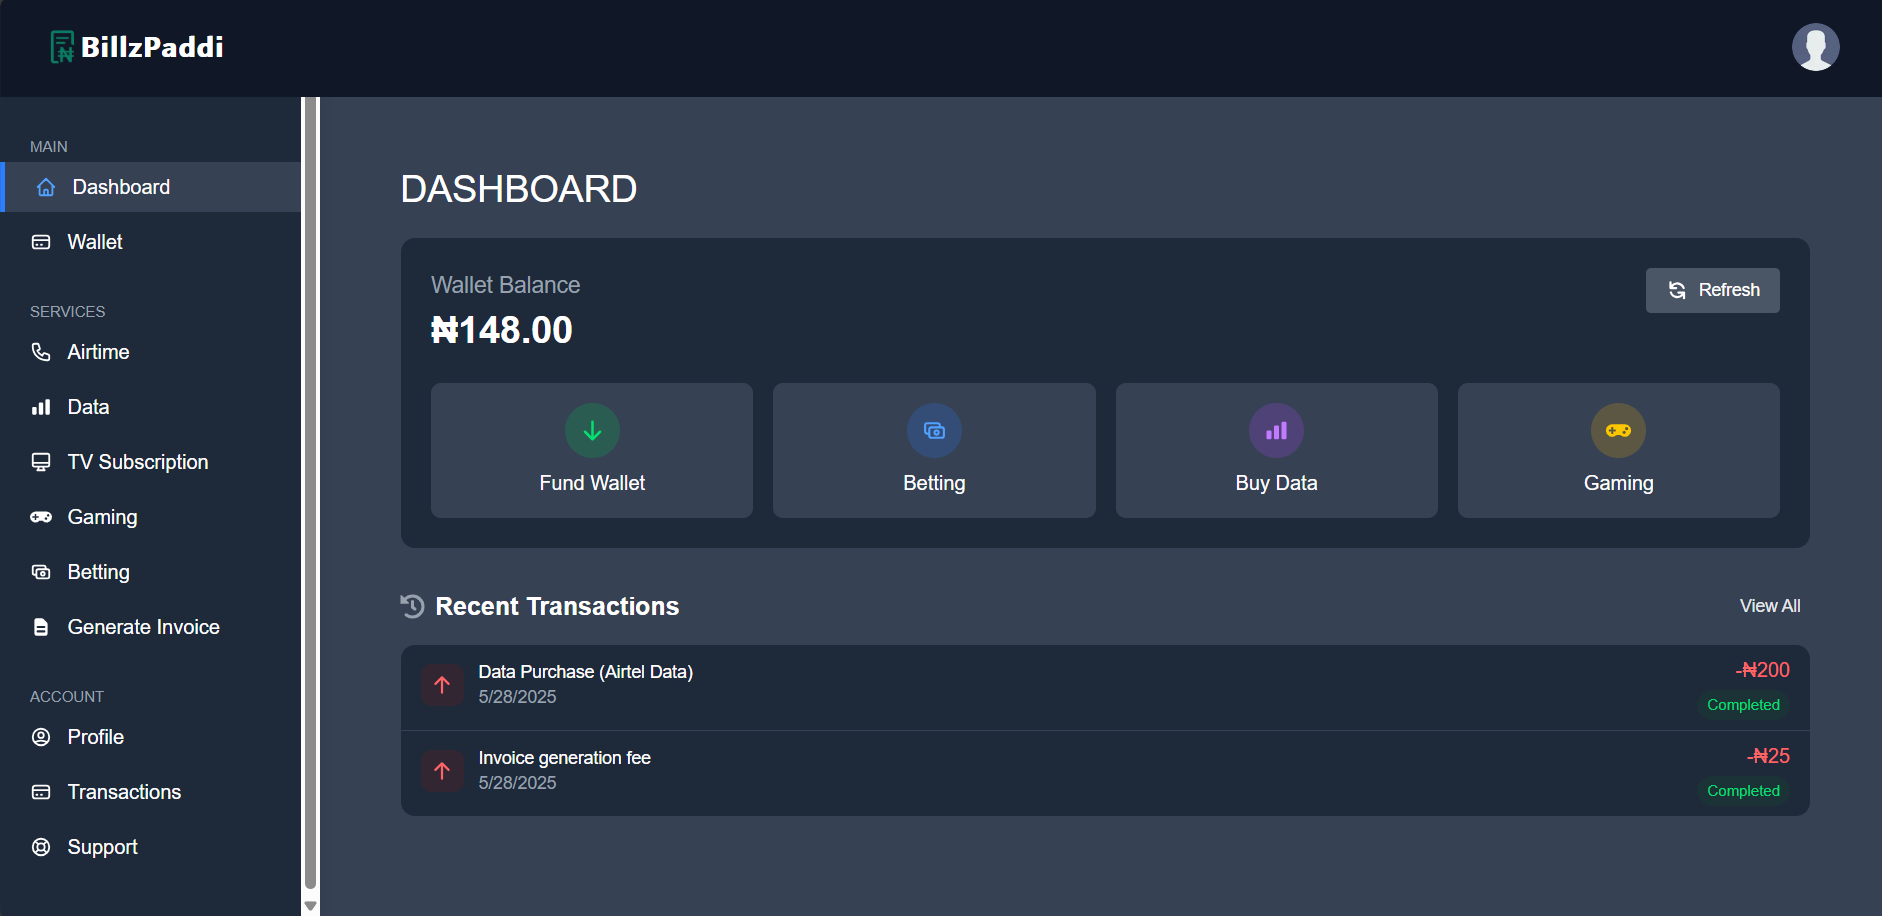 BillzPaddi
MAIN
Dashboard
Wallet
SERVICES
Airtime
Data
TV Subscription
Gaming
Betting
Generate Invoice
ACCOUNT
Profile
Transactions
Support
DASHBOARD
Wallet Balance
₦148.00
Refresh
Fund Wallet
Betting
Buy Data
Gaming
Recent Transactions
View All
Data Purchase (Airtel Data)
5/28/2025
-₦200
Completed
Invoice generation fee
5/28/2025
-₦25
Completed